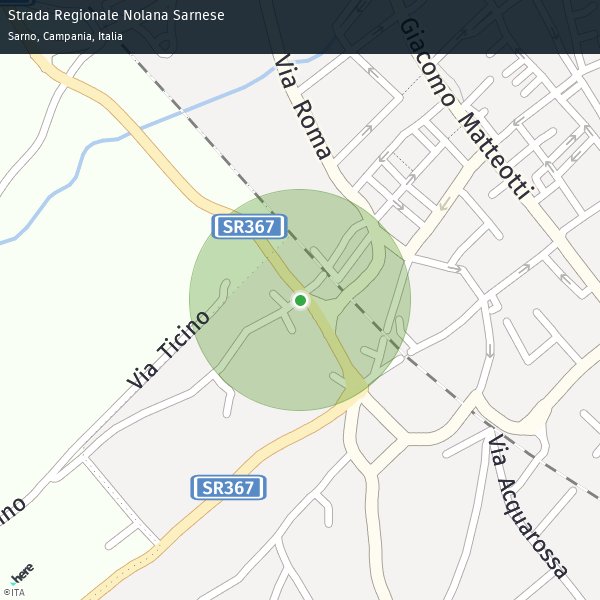 Strada Regionale Nolana Sarnese
Sarno, Campania, Italia
Giacomo Matteotti
Via Roma
SR367
Via Ticino
SR367
Via Acquarossa
ino
here
©ITA